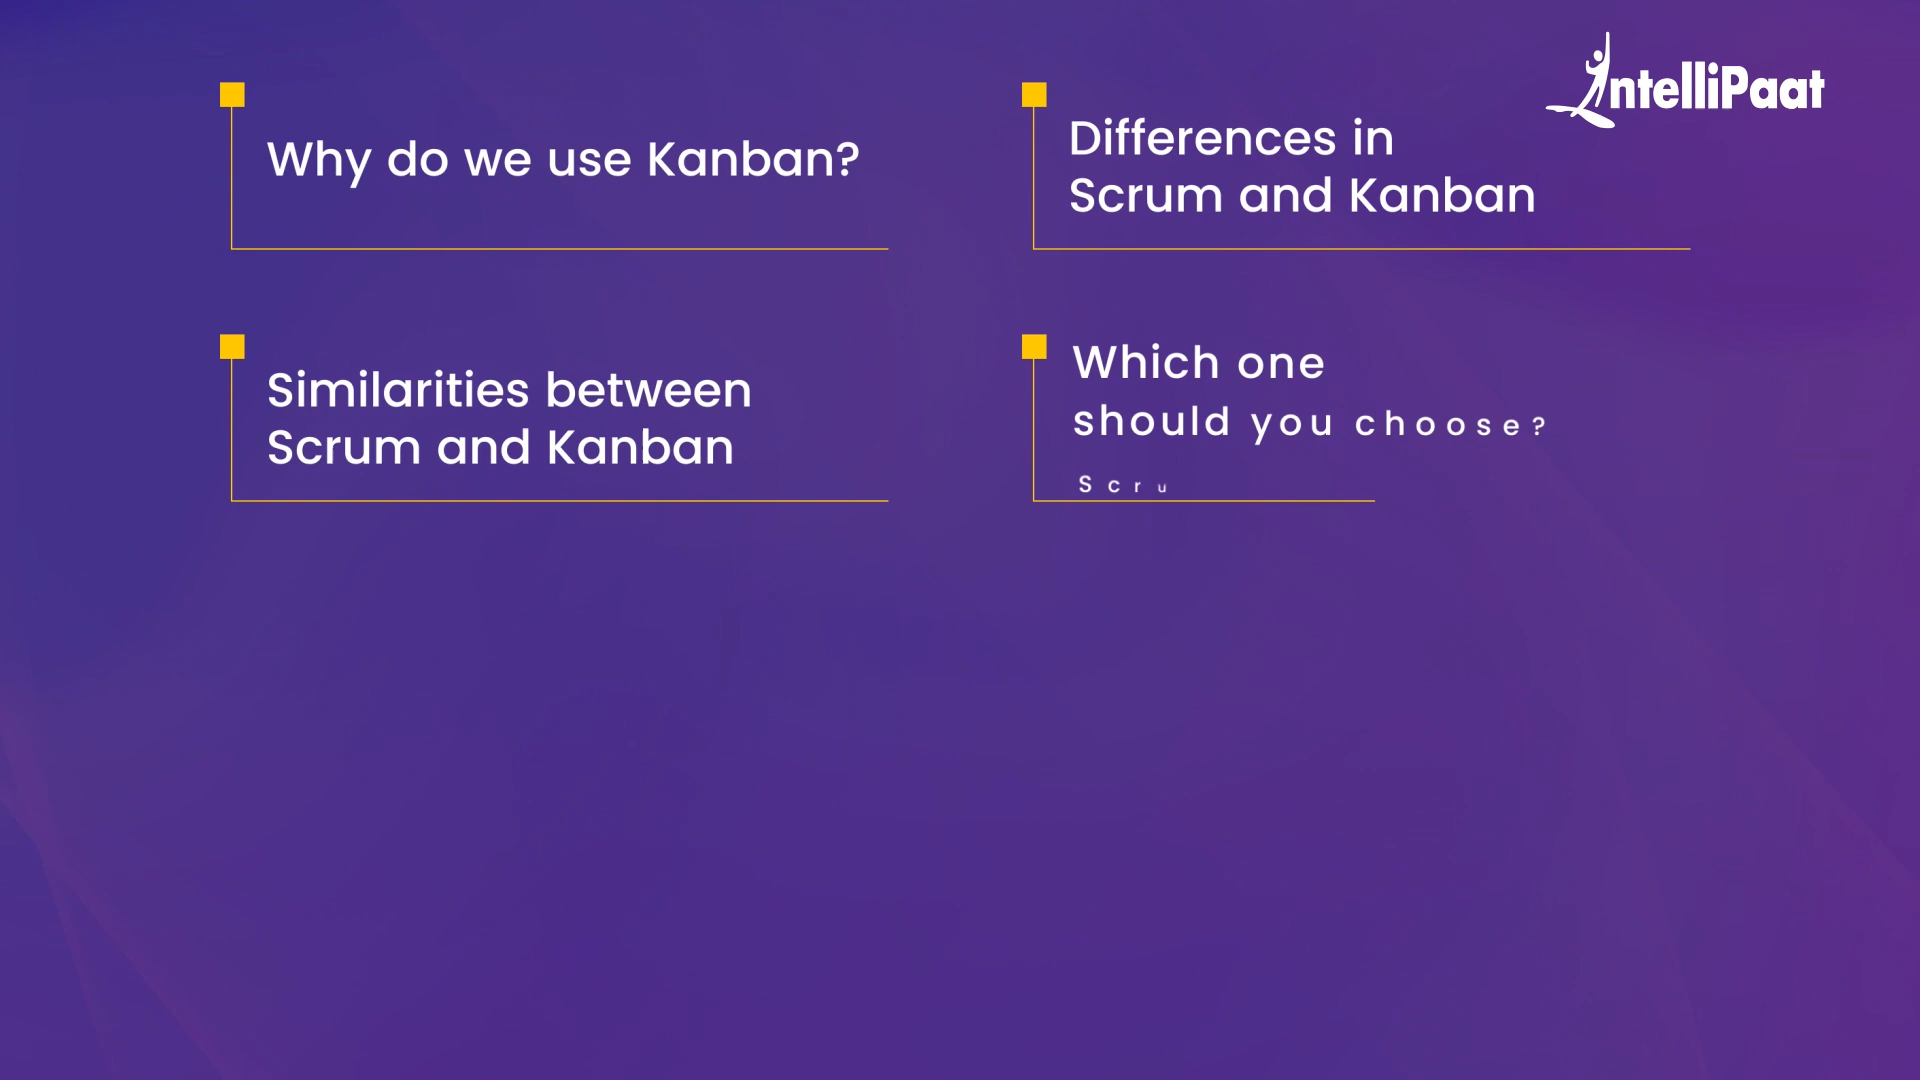 IntelliPaat
Why do we use Kanban?
Differences in
Scrum and Kanban
Similarities between
Scrum and Kanban
Which one
should you choose?
Scru